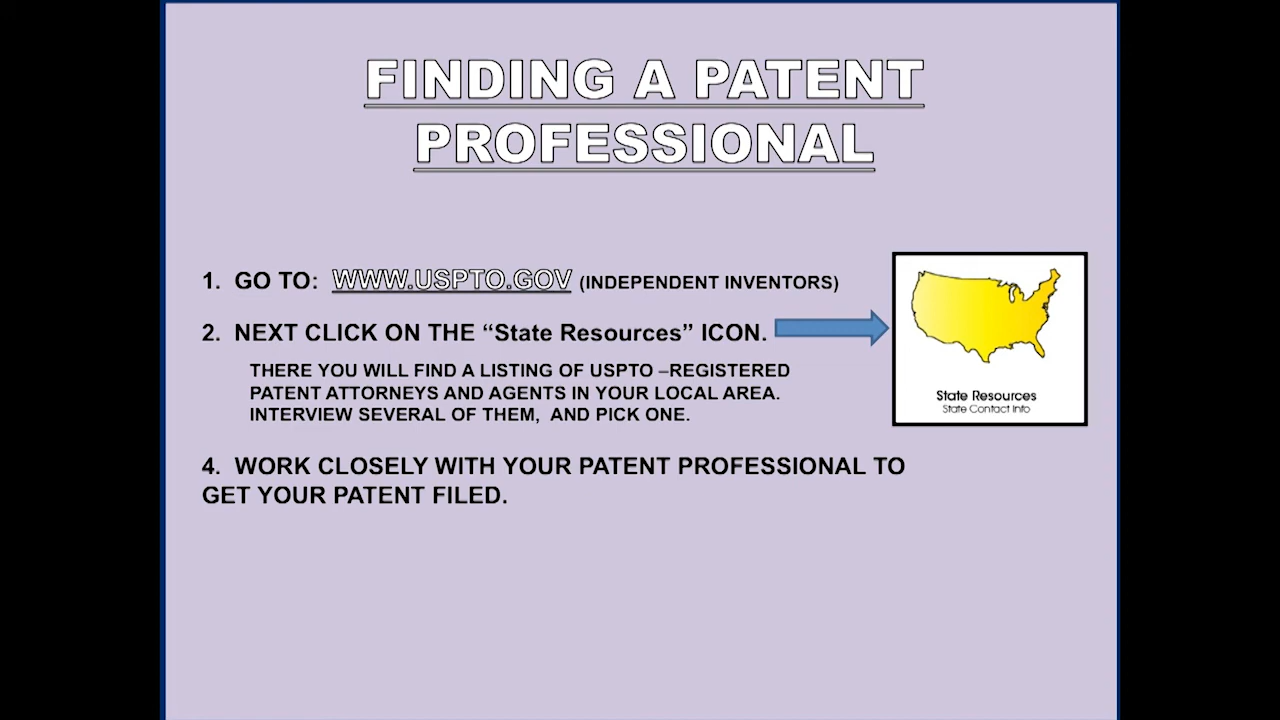 FINDING A PATENT
PROFESSIONAL
1. GO TO: WWW.USPTO.GOV (INDEPENDENT INVENTORS)
2. NEXT CLICK ON THE “State Resources” ICON.
THERE YOU WILL FIND A LISTING OF USPTO –REGISTERED
PATENT ATTORNEYS AND AGENTS IN YOUR LOCAL AREA.
INTERVIEW SEVERAL OF THEM, AND PICK ONE.
State Resources
State Contact Info
4. WORK CLOSELY WITH YOUR PATENT PROFESSIONAL TO
GET YOUR PATENT FILED.